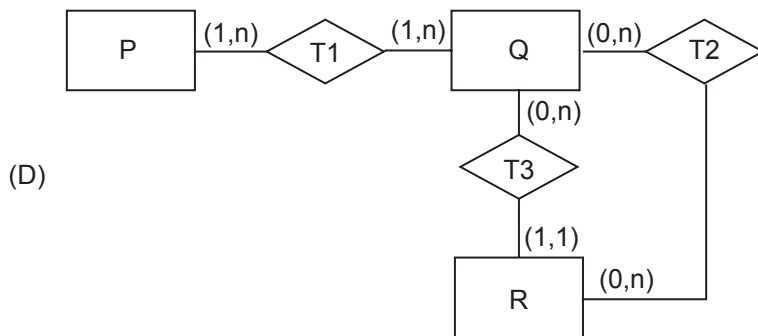 P (1,n) T1 (1,n) Q (0,n) T2
(0,n)
(D) T3
(1,1)
R (0,n)